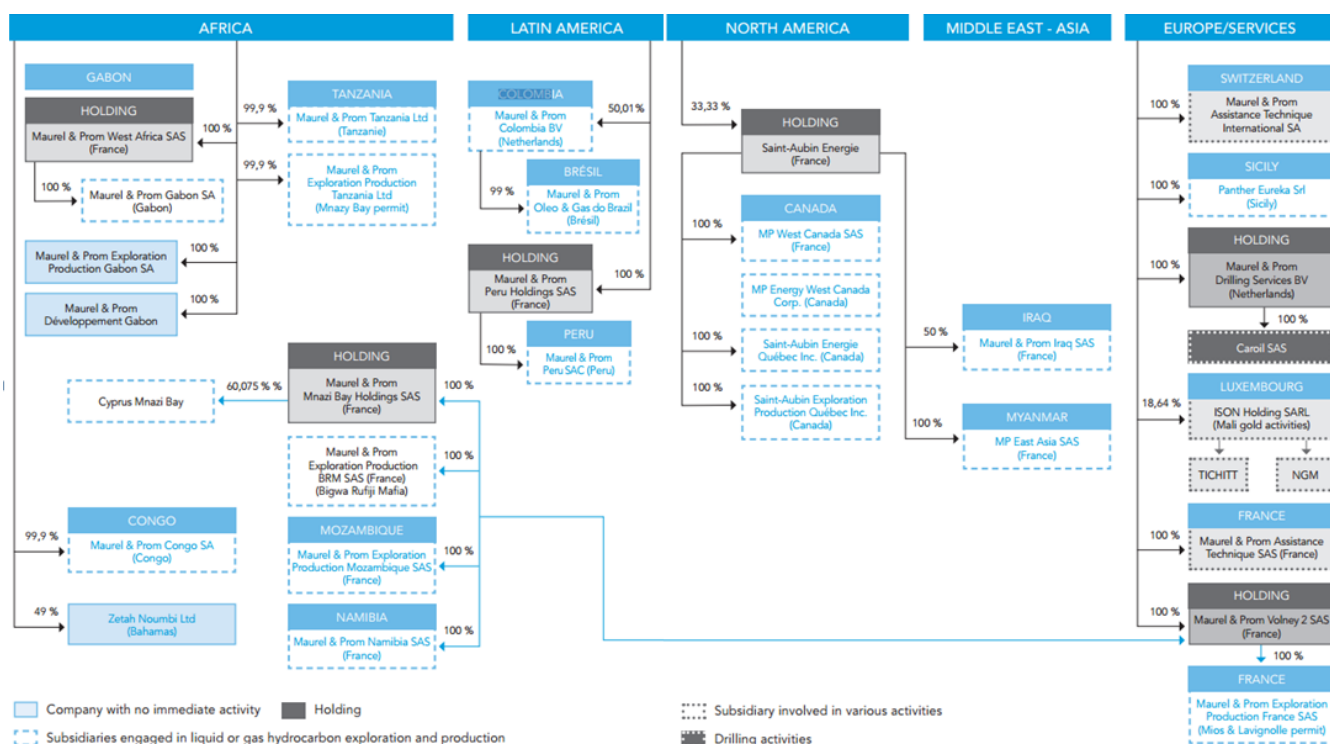 AFRICA
LATIN AMERICA
NORTH AMERICA
MIDDLE EAST - ASIA
EUROPE/SERVICES
GABON
HOLDING
Maurel & Prom West Africa SAS
(France)
100 %
100 %
Maurel & Prom Gabon SA
(Gabon)
Maurel & Prom Exploration
Production Gabon SA
100 %
Maurel & Prom
Développement Gabon
100 %
99,9 %
TANZANIA
Maurel & Prom Tanzania Ltd
(Tanzanie)
99,9 %
Maurel & Prom
Exploration Production
Tanzania Ltd
(Mnazy Bay permit)
HOLDING
Maurel & Prom
Mnazi Bay Holdings SAS
(France)
100 %
60,075 % %
Cyprus Mnazi Bay
Maurel & Prom
Exploration Production
BRM SAS (France)
(Bigwa Rufiji Mafia)
100 %
CONGO
99,9 %
Maurel & Prom Congo SA
(Congo)
49 %
Zetah Noumbi Ltd
(Bahamas)
MOZAMBIQUE
Maurel & Prom Exploration
Production Mozambique SAS
(France)
100 %
NAMIBIA
Maurel & Prom Namibia SAS
(France)
100 %
COLOMBIA
Maurel & Prom
Colombia BV
(Netherlands)
50,01 %
BRÉSIL
99 %
Maurel & Prom
Oleo & Gas do Brazil
(Brésil)
HOLDING
Maurel & Prom
Peru Holdings SAS
(France)
100 %
PERU
100 %
Maurel & Prom
Peru SAC (Peru)
33,33 %
HOLDING
Saint-Aubin Energie
(France)
CANADA
100 %
MP West Canada SAS
(France)
MP Energy West Canada
Corp. (Canada)
100 %
Saint-Aubin Energie
Québec Inc. (Canada)
100 %
Saint-Aubin Exploration
Production Québec Inc.
(Canada)
IRAQ
50 %
Maurel & Prom Iraq SAS
(France)
MYANMAR
100 %
MP East Asia SAS
(France)
SWITZERLAND
100 %
Maurel & Prom
Assistance Technique
International SA
SICILY
100 %
Panther Eureka Srl
(Sicily)
HOLDING
100 %
Maurel & Prom
Drilling Services BV
(Netherlands)
100 %
Caroil SAS
LUXEMBOURG
18,64 %
ISON Holding SARL
(Mali gold activities)
TICHITT
NGM
FRANCE
100 %
Maurel & Prom Assistance
Technique SAS (France)
HOLDING
100 %
Maurel & Prom Volney 2 SAS
(France)
100 %
FRANCE
Maurel & Prom Exploration
Production France SAS
(Mios & Lavignolle permit)
Company with no immediate activity
Holding
Subsidiaries engaged in liquid or gas hydrocarbon exploration and production
Subsidiary involved in various activities
Drilling activities